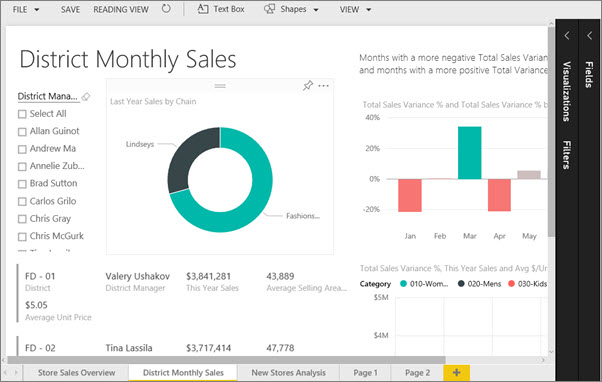 FILE SAVE READING VIEW Text Box Shapes VIEW
District Monthly Sales
Months with a more negative Total Sales Varianc
and months with a more positive Total Variance
District Mana...
Select All
Allan Guinot
Andrew Ma
Annelie Zub...
Brad Sutton
Carlos Grilo
Chris Gray
Chris McGurk
Tina Lassila
Last Year Sales by Chain
Lindseys
Fashions...
Total Sales Variance % and Total Sales Variance % b
40%
20%
0%
-20%
Jan Feb Mar Apr May
FD - 01
District
$5.05
Average Unit Price
Valery Ushakov
District Manager
$3,841,281
This Year Sales
43,889
Average Selling Area...
FD - 02 Tina Lassila $3,717,414 47,778
Total Sales Variance %, This Year Sales and Avg $/Un
Category 010-Wom... 020-Mens 030-Kids
$5M
$4M
Visualizations
Filters
Fields
Store Sales Overview District Monthly Sales New Stores Analysis Page 1 Page 2